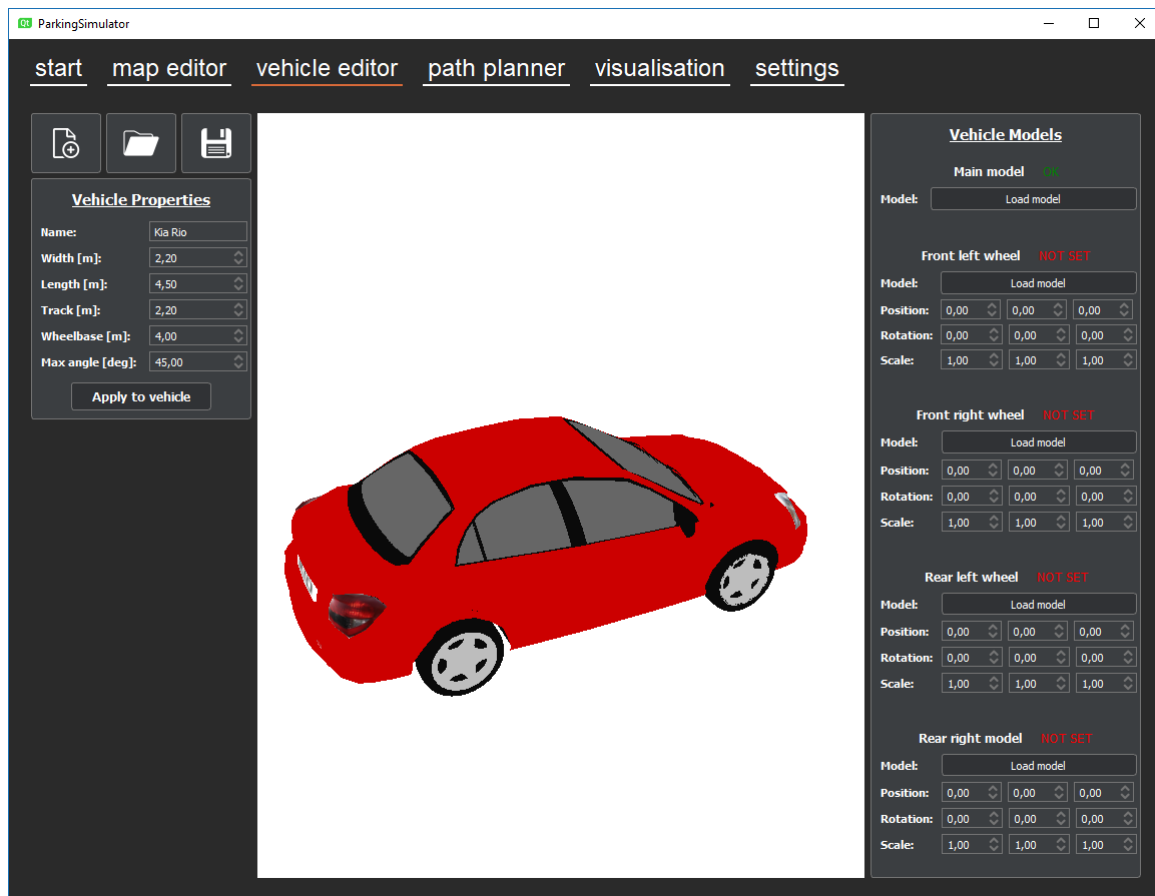 Qt ParkingSimulator
start map editor vehicle editor path planner visualisation settings
Vehicle Properties
Name: Kia Rio
Width [m]: 2,20
Length [m]: 4,50
Track [m]: 2,20
Wheelbase [m]: 4,00
Max angle [deg]: 45,00
Apply to vehicle
Vehicle Models
Main model OK
Model: Load model
Front left wheel NOT SET
Model: Load model
Position: 0,00 0,00 0,00
Rotation: 0,00 0,00 0,00
Scale: 1,00 1,00 1,00
Front right wheel NOT SET
Model: Load model
Position: 0,00 0,00 0,00
Rotation: 0,00 0,00 0,00
Scale: 1,00 1,00 1,00
Rear left wheel NOT SET
Model: Load model
Position: 0,00 0,00 0,00
Rotation: 0,00 0,00 0,00
Scale: 1,00 1,00 1,00
Rear right model NOT SET
Model: Load model
Position: 0,00 0,00 0,00
Rotation: 0,00 0,00 0,00
Scale: 1,00 1,00 1,00